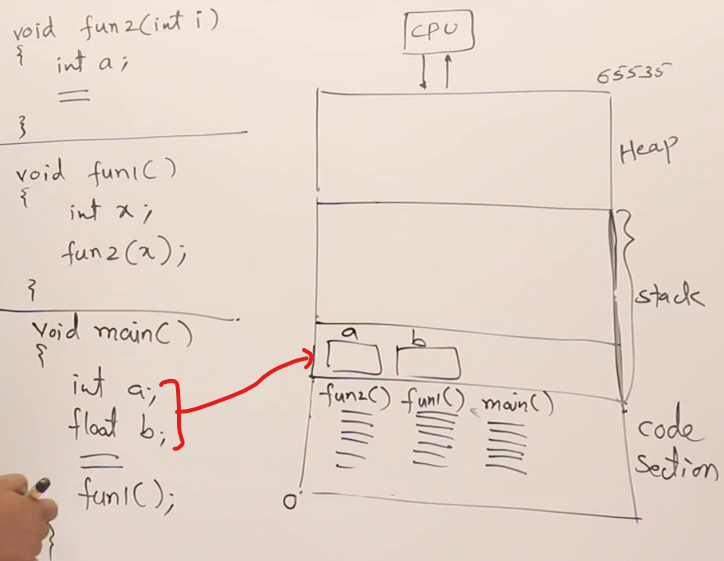 void fun2(int i)
{
int a;
}
void fun1()
{
int x;
fun2(x);
}
void main()
{
int a;
float b;
fun1();
}
CPU
65535
Heap
stack
a b
fun2() fun1() main()
code
section
0